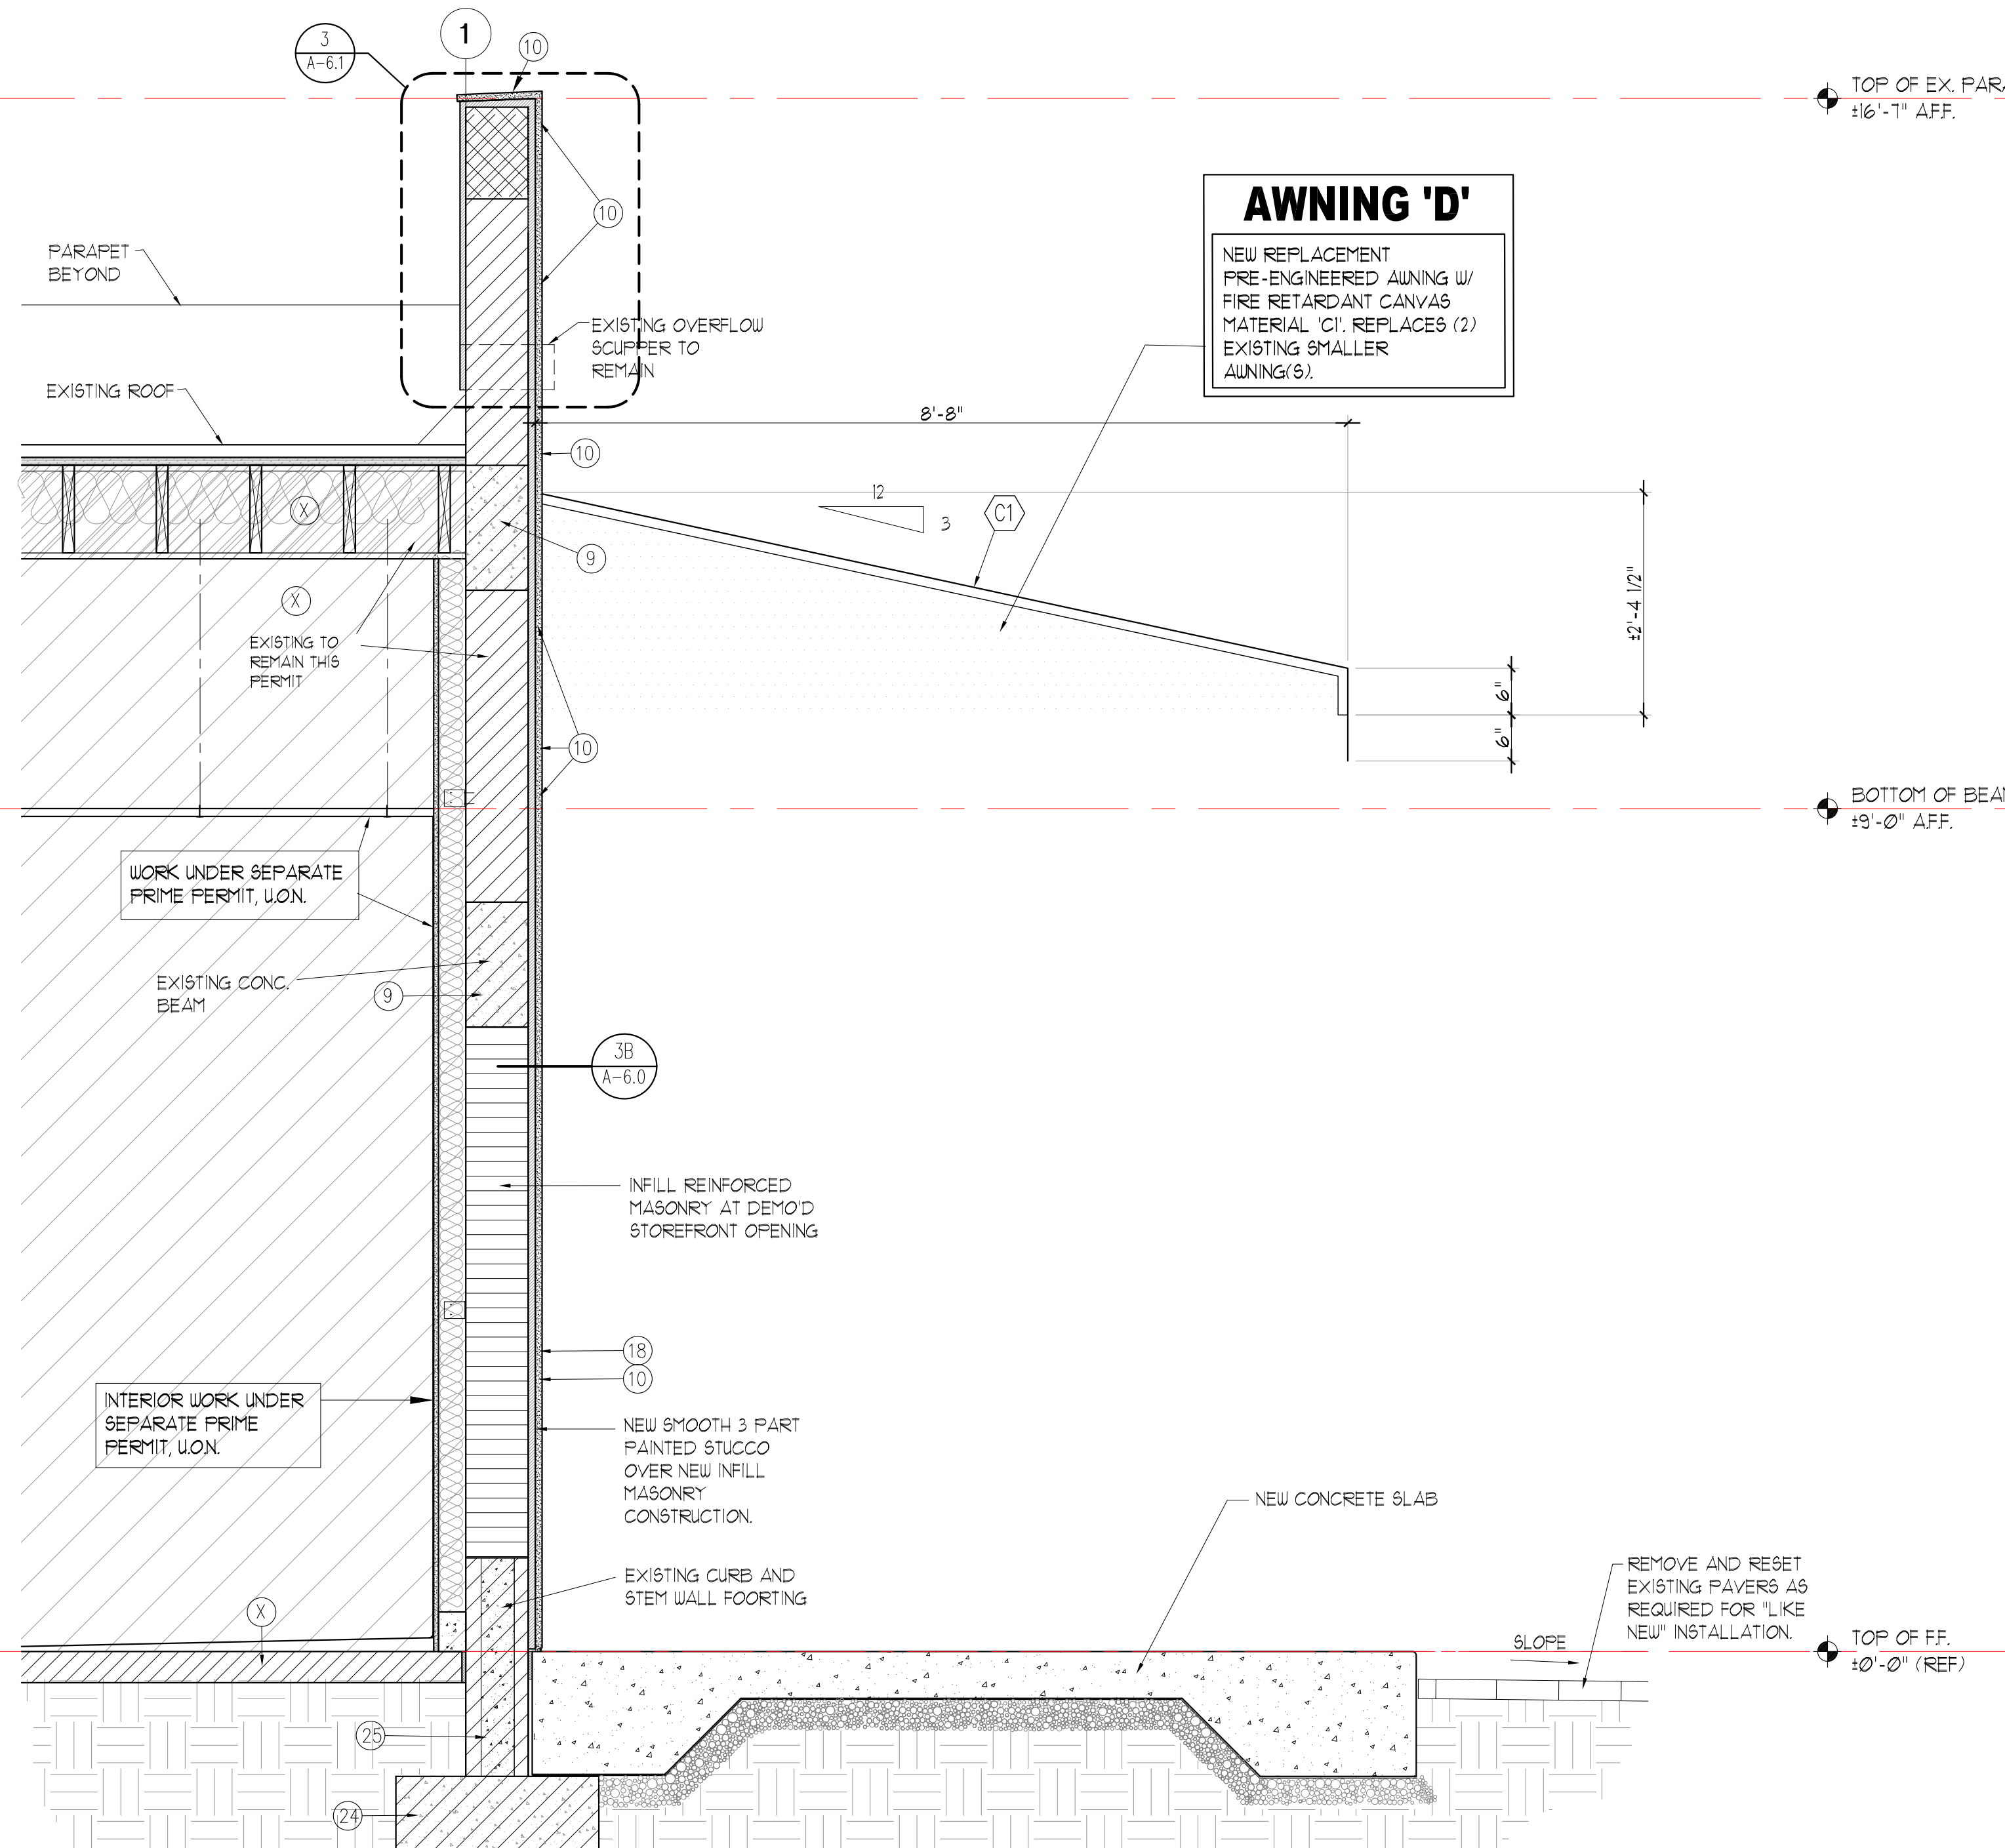 3
A-6.1
1
10
TOP OF EX. PARA
±16'-7" A.F.F.
AWNING 'D'
NEW REPLACEMENT
PRE-ENGINEERED AWNING W/
FIRE RETARDANT CANVAS
MATERIAL 'C1'. REPLACES (2)
EXISTING SMALLER
AWNING(S).
10
PARAPET
BEYOND
EXISTING OVERFLOW
SCUPPER TO
REMAIN
EXISTING ROOF
8'-8"
10
12
3
C1
X
9
X
±2'-4 1/2"
EXISTING TO
REMAIN THIS
PERMIT
6"
6"
10
BOTTOM OF BEAM
±9'-0" A.F.F.
WORK UNDER SEPARATE
PRIME PERMIT, U.O.N.
EXISTING CONC.
BEAM
9
3B
A-6.0
INFILL REINFORCED
MASONRY AT DEMO'D
STOREFRONT OPENING
18
10
INTERIOR WORK UNDER
SEPARATE PRIME
PERMIT, U.O.N.
NEW SMOOTH 3 PART
PAINTED STUCCO
OVER NEW INFILL
MASONRY
CONSTRUCTION.
NEW CONCRETE SLAB
EXISTING CURB AND
STEM WALL FOORTING
REMOVE AND RESET
EXISTING PAVERS AS
REQUIRED FOR "LIKE
NEW" INSTALLATION.
X
SLOPE
TOP OF F.F.
±0'-0" (REF)
25
24